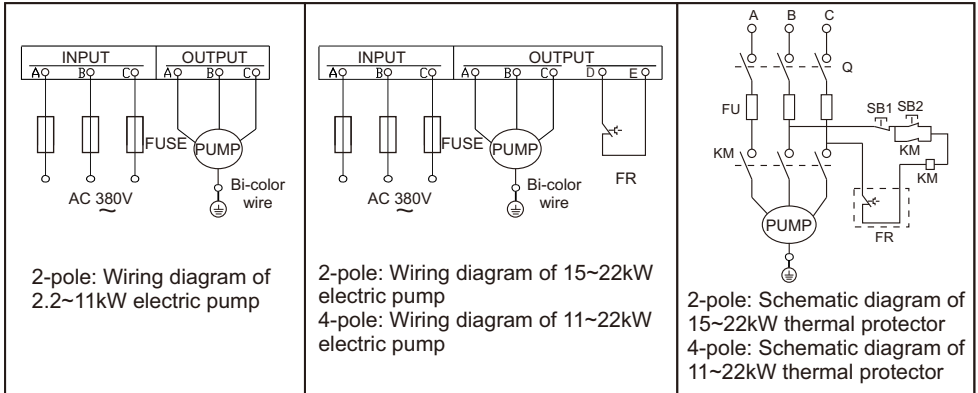 INPUT OUTPUT
A B C A B C
FUSE PUMP
AC 380V
~
Bi-color
wire
2-pole: Wiring diagram of
2.2~11kW electric pump
INPUT OUTPUT
A B C A B C D E
FUSE PUMP
AC 380V
~
Bi-color
wire
FR
2-pole: Wiring diagram of 15~22kW
electric pump
4-pole: Wiring diagram of 11~22kW
electric pump
A B C
Q
FU SB1 SB2
KM KM
KM
PUMP FR
2-pole: Schematic diagram of
15~22kW thermal protector
4-pole: Schematic diagram of
11~22kW thermal protector